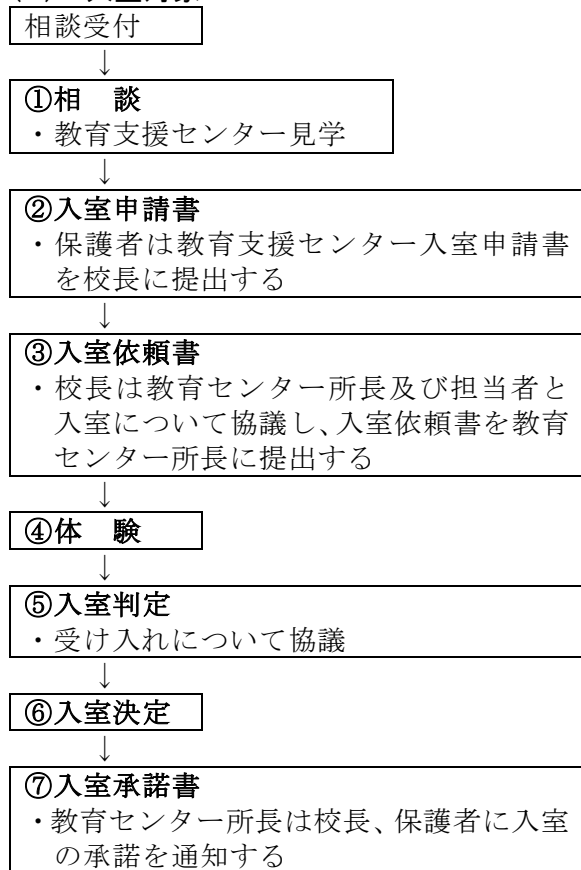 相談受付
↓
①相　談
・教育支援センター見学
↓
②入室申請書
・保護者は教育支援センター入室申請書
を校長に提出する
↓
③入室依頼書
・校長は教育センター所長及び担当者と
入室について協議し、入室依頼書を教育
センター所長に提出する
↓
④体　験
↓
⑤入室判定
・受け入れについて協議
↓
⑥入室決定
↓
⑦入室承諾書
・教育センター所長は校長、保護者に入室
の承諾を通知する